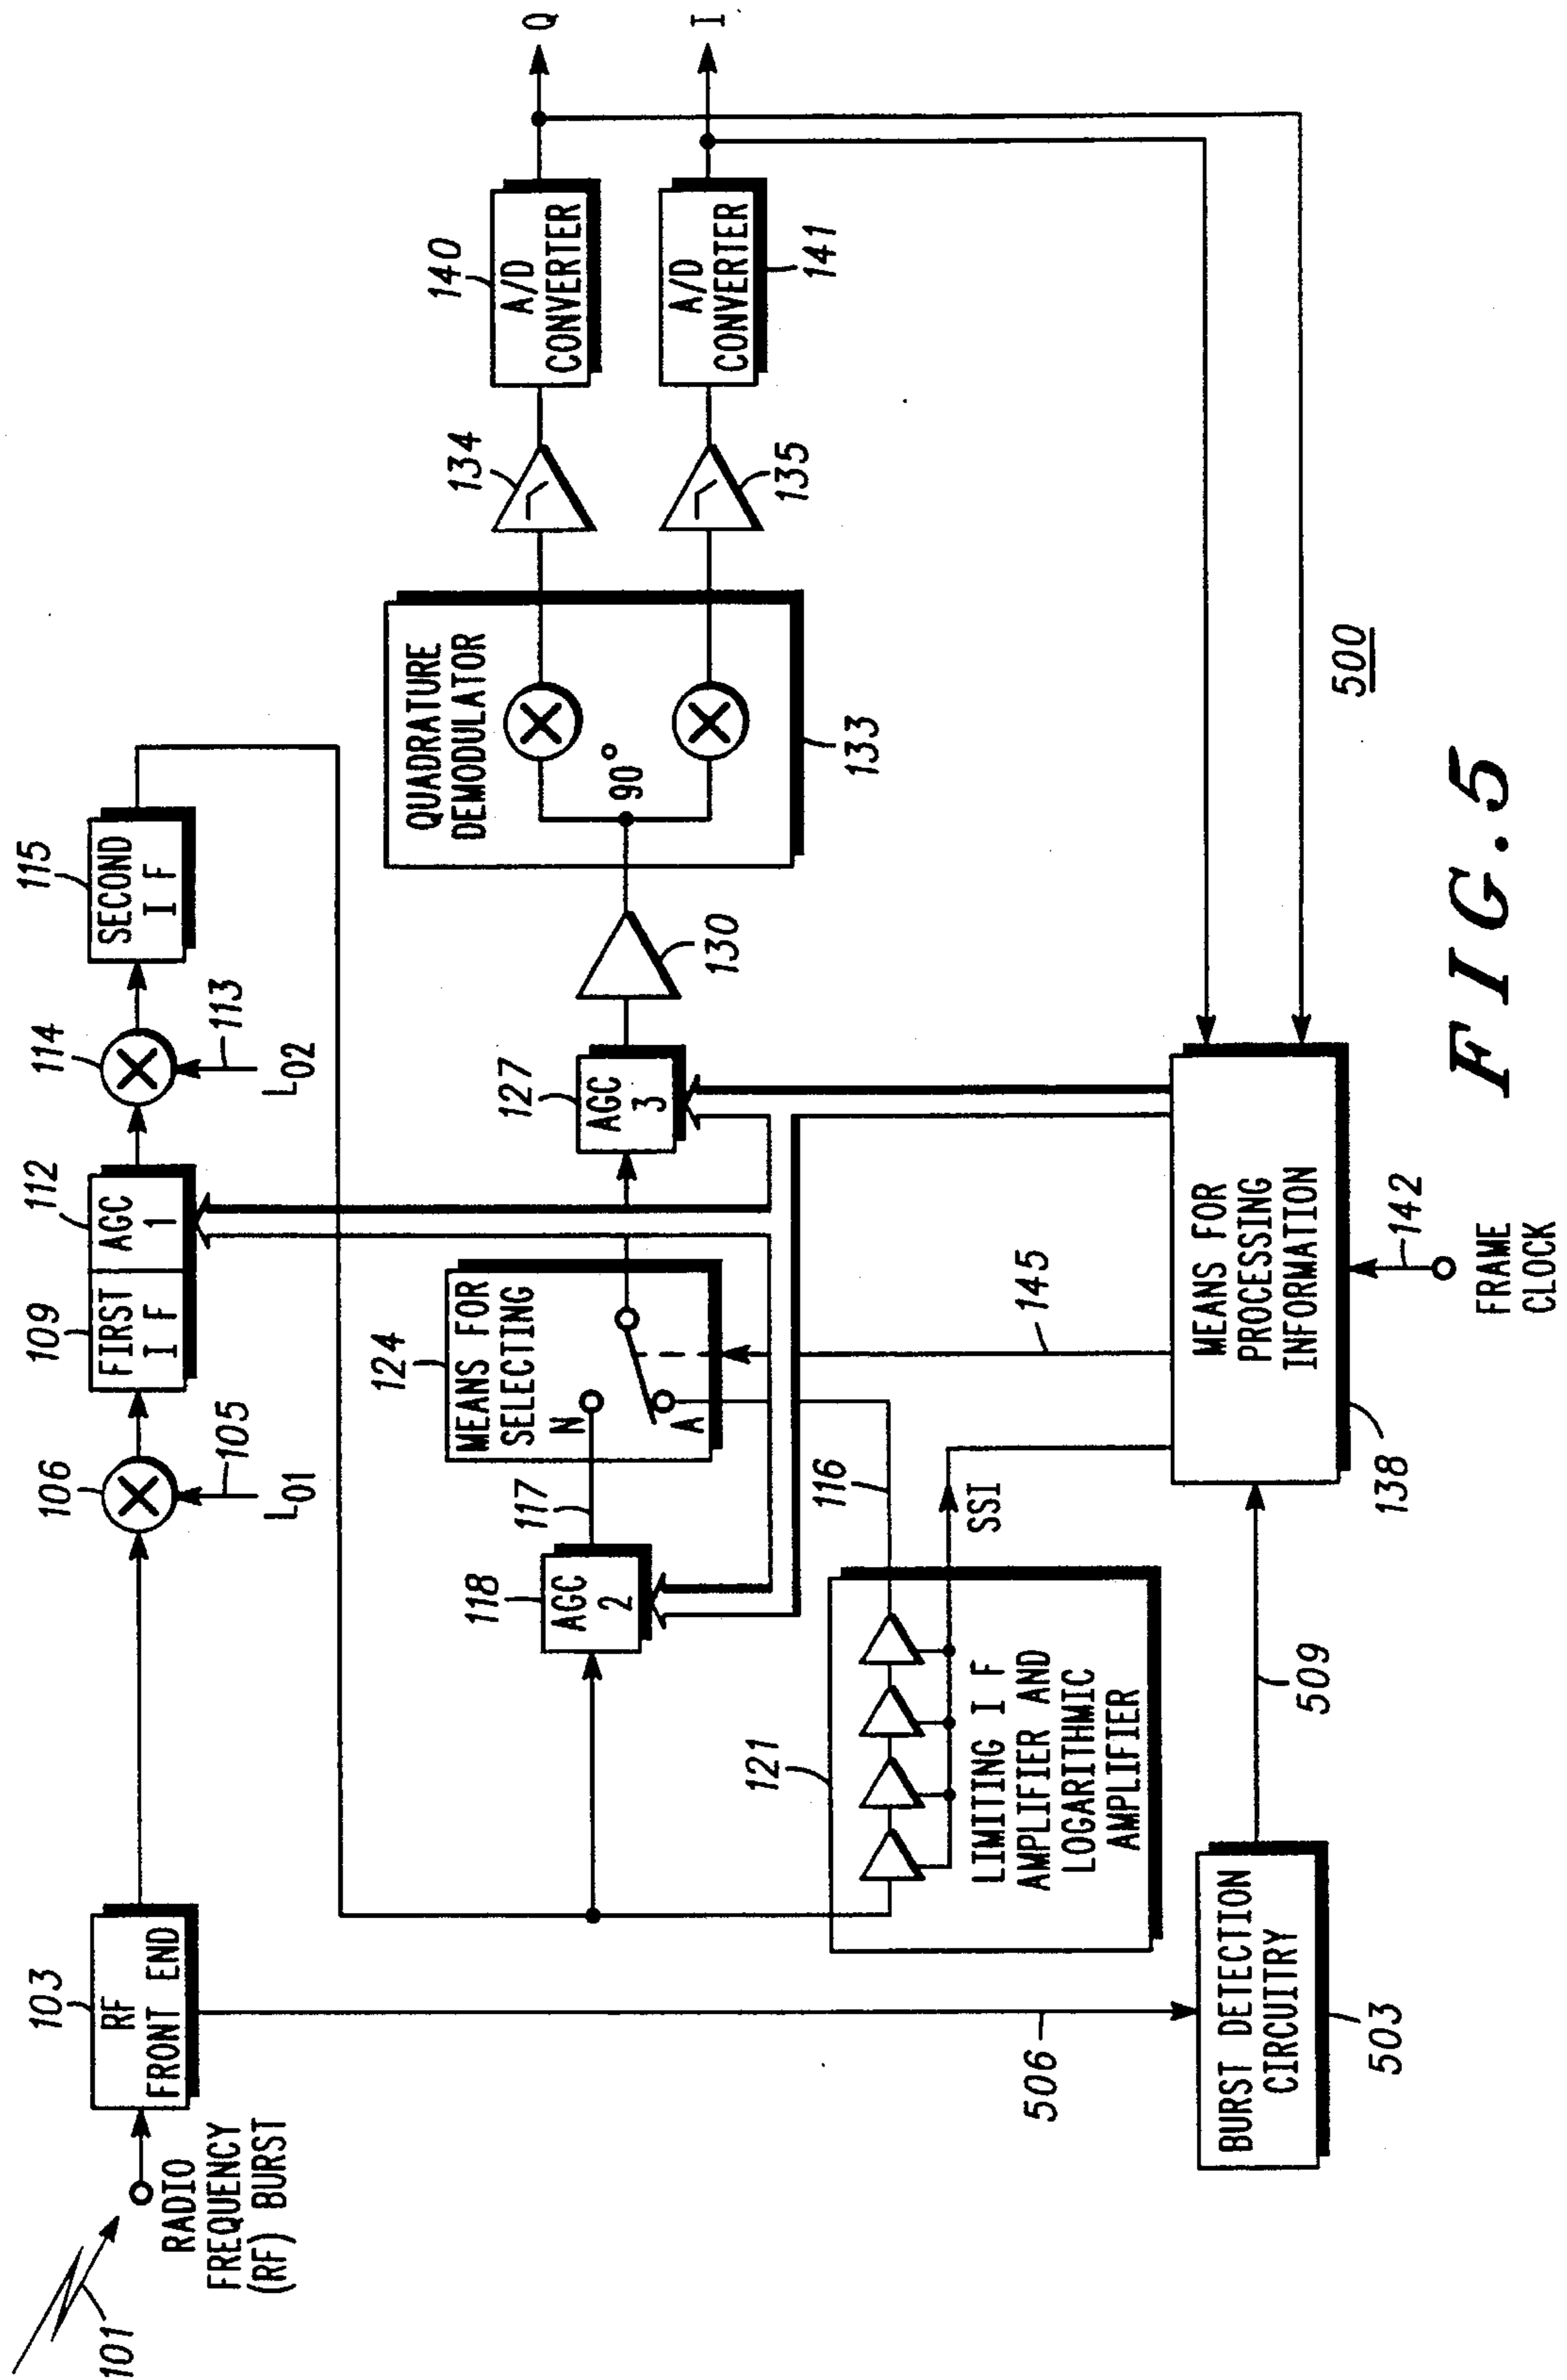 101
RADIO
FREQUENCY
(RF) BURST
103
RF
FRONT END
106
105
LO1
109
FIRST
I F
112
AGC
1
114
113
LO2
115
SECOND
I F
118
AGC
2
117
124
MEANS FOR
SELECTING
N
A
127
AGC
3
130
QUADRATURE
DEMODULATOR
90°
133
134
135
140
A/D
CONVERTER
141
A/D
CONVERTER
Q
I
121
LIMITING I F
AMPLIFIER AND
LOGARITHMIC
AMPLIFIER
116
SSI
145
506
BURST DETECTION
CIRCUITRY
503
509
MEANS FOR
PROCESSING
INFORMATION
138
142
FRAME
CLOCK
500
FIG.5